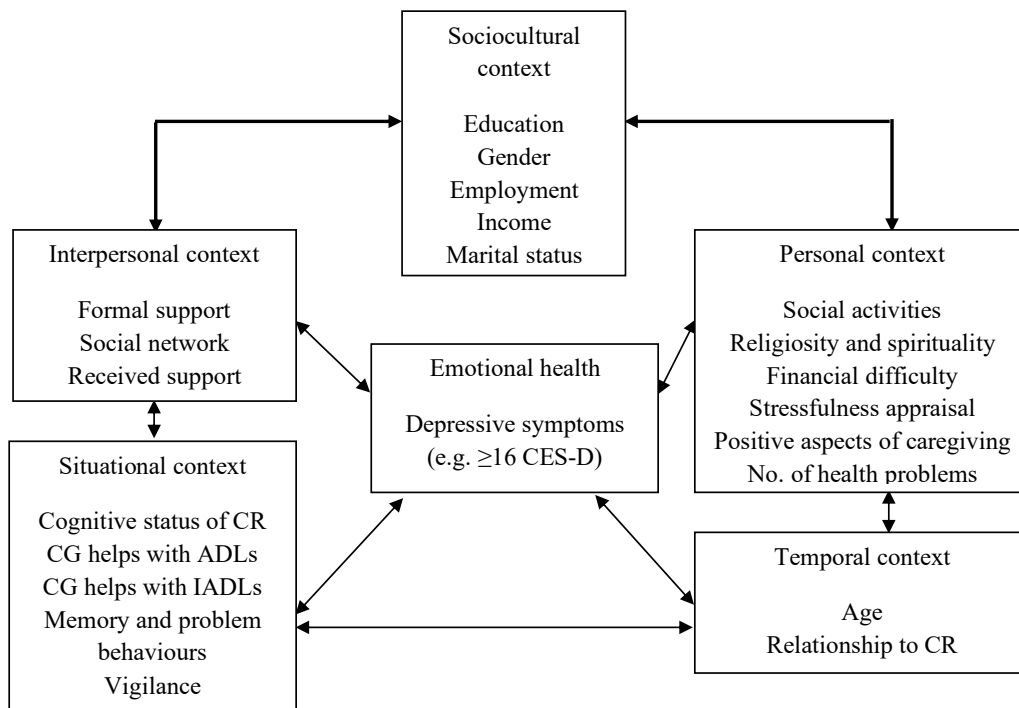 Sociocultural
context
Education
Gender
Employment
Income
Marital status
Interpersonal context
Formal support
Social network
Received support
Personal context
Social activities
Religiosity and spirituality
Financial difficulty
Stressfulness appraisal
Positive aspects of caregiving
No. of health problems
Emotional health
Depressive symptoms
(e.g. ≥16 CES-D)
Situational context
Cognitive status of CR
CG helps with ADLs
CG helps with IADLs
Memory and problem
behaviours
Vigilance
Temporal context
Age
Relationship to CR